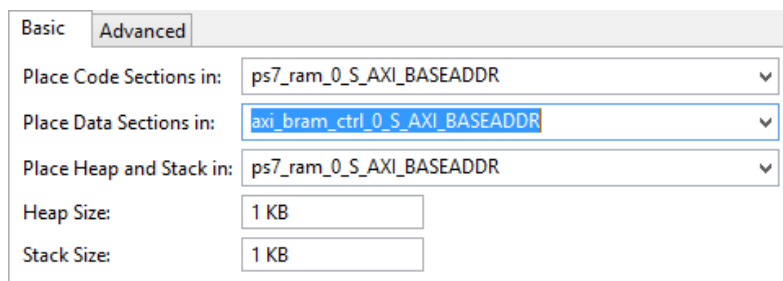 Basic Advanced
Place Code Sections in: ps7_ram_0_S_AXI_BASEADDR
Place Data Sections in: axi_bram_ctrl_0_S_AXI_BASEADDR
Place Heap and Stack in: ps7_ram_0_S_AXI_BASEADDR
Heap Size: 1 KB
Stack Size: 1 KB